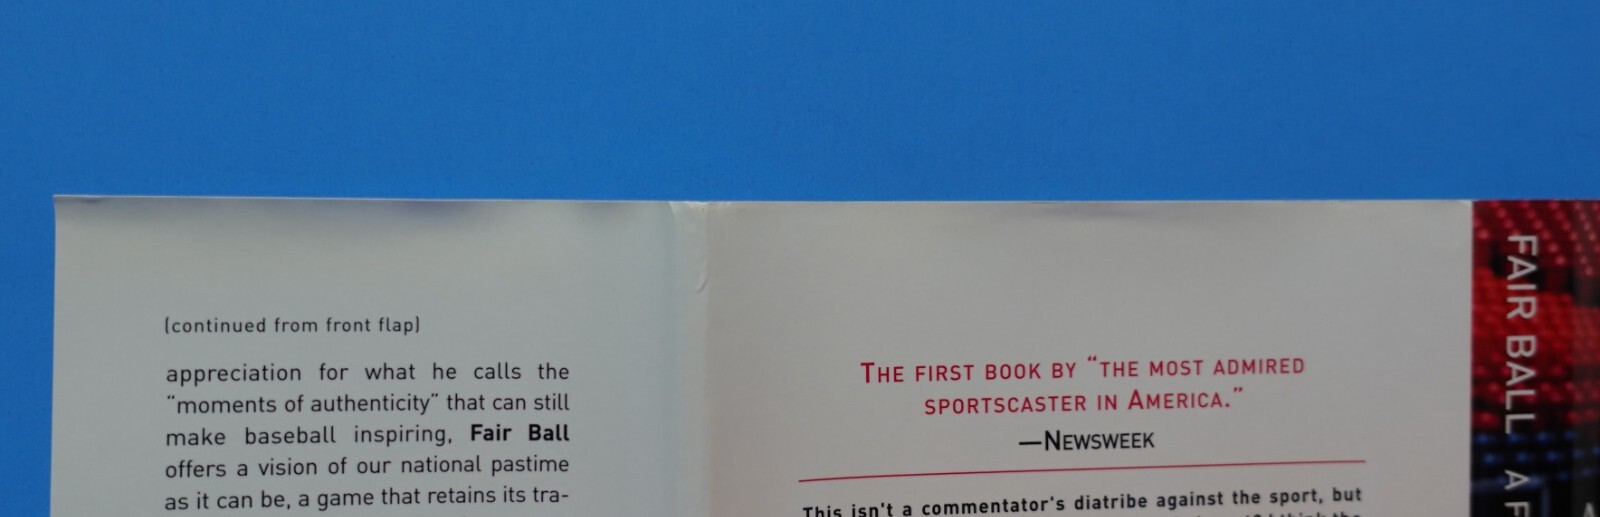 (continued from front flap)
appreciation for what he calls the
"moments of authenticity" that can still
make baseball inspiring, Fair Ball
offers a vision of our national pastime
as it can be, a game that retains its tra-
THE FIRST BOOK BY "THE MOST ADMIRED
SPORTSCASTER IN AMERICA."
—NEWSWEEK
This isn't a commentator's diatribe against the sport, but
FAIR BALL A F